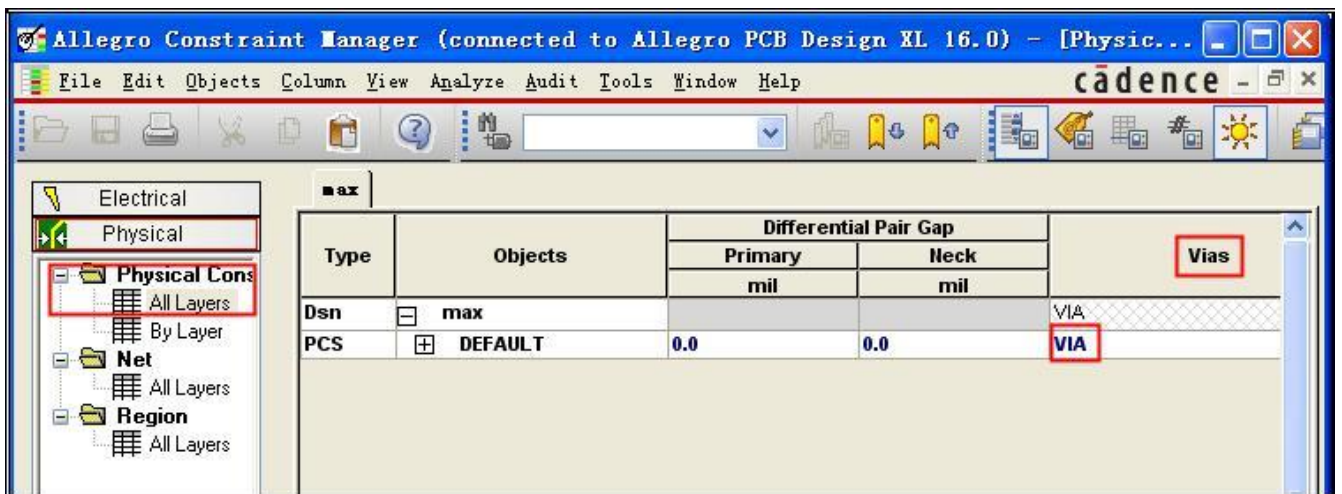 Allegro Constraint Manager (connected to Allegro PCB Design XL 16.0) - [Physic...
File Edit Objects Column View Analyze Audit Tools Window Help cādence
Electrical
Physical
Physical Cons
All Layers
By Layer
Net
All Layers
Region
All Layers
max
Type Objects Differential Pair Gap Vias
Primary Neck
mil mil
Dsn max VIA
PCS DEFAULT 0.0 0.0 VIA